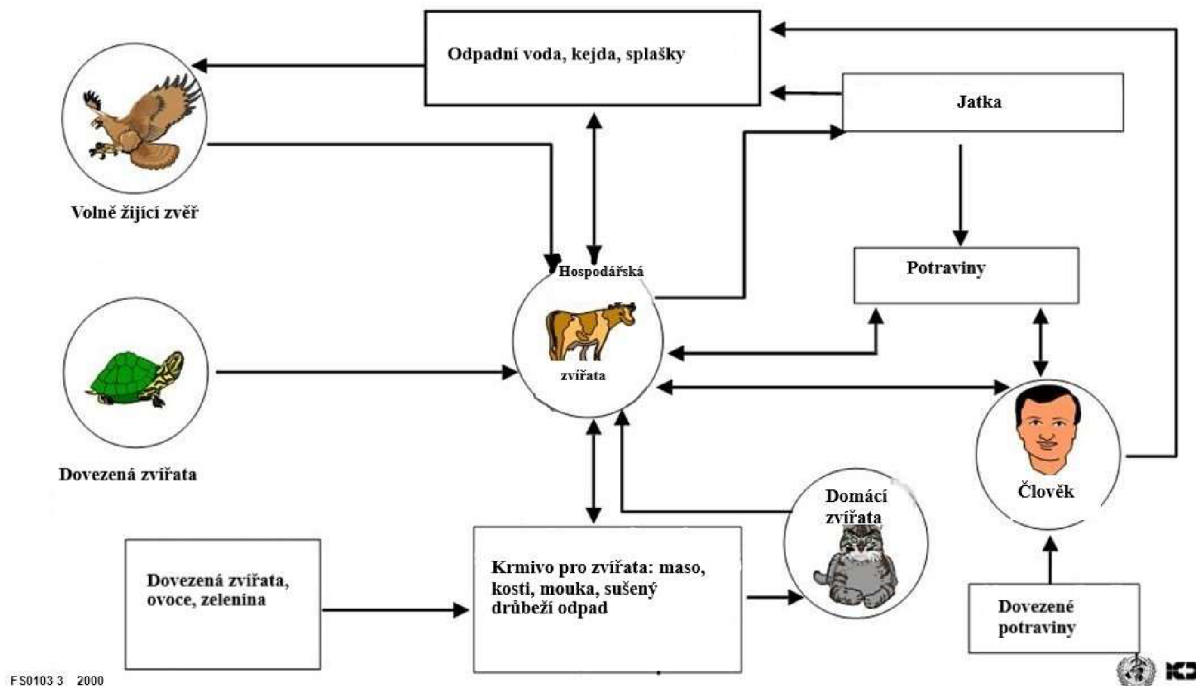 Odpadní voda, kejda, splašky
Jatka
Volně žijící zvěř
Potraviny
Hospodářská
zvířata
Dovezená zvířata
Člověk
Domácí
zvířata
Dovezená zvířata,
ovoce, zelenina
Krmivo pro zvířata: maso,
kosti, mouka, sušený
drůbeží odpad
Dovezené
potraviny
FS0103 3 2000